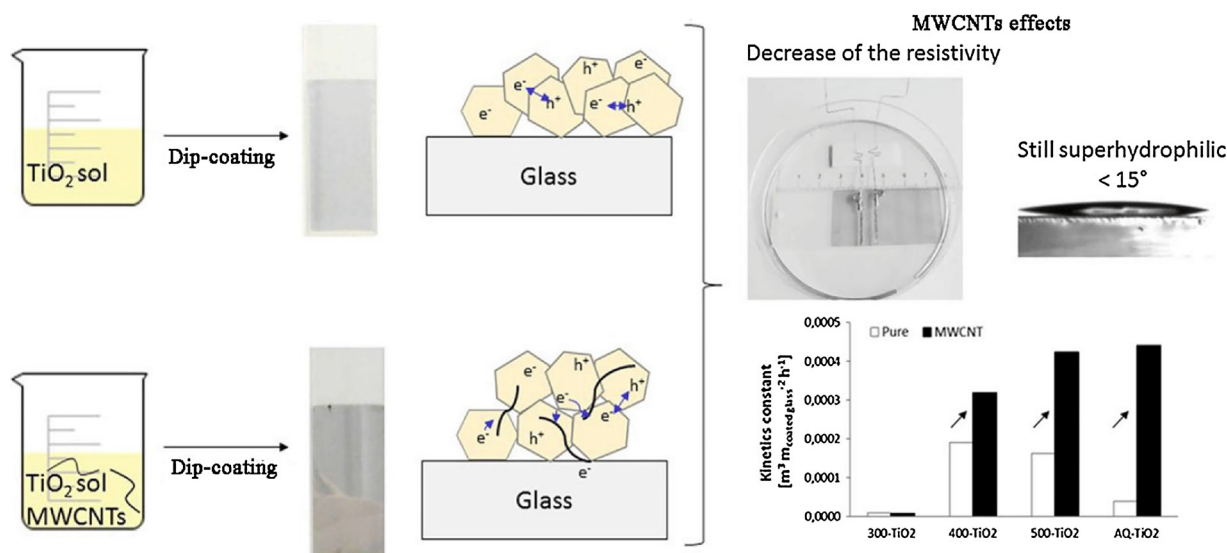 TiO2 sol
Dip-coating
e-
e-
h+
h+
e-
e-
h+
Glass
TiO2 sol
MWCNTs
Dip-coating
e-
h+
h+
e-
e-
e-
h+
e-
Glass
MWCNTs effects
Decrease of the resistivity
Still superhydrophilic
< 15°
Pure
MWCNT
Kinetics constant
[m³ mcoated glass-2 h-1]
0,0005
0,0004
0,0003
0,0002
0,0001
0,0000
300-TiO2
400-TiO2
500-TiO2
AQ-TiO2